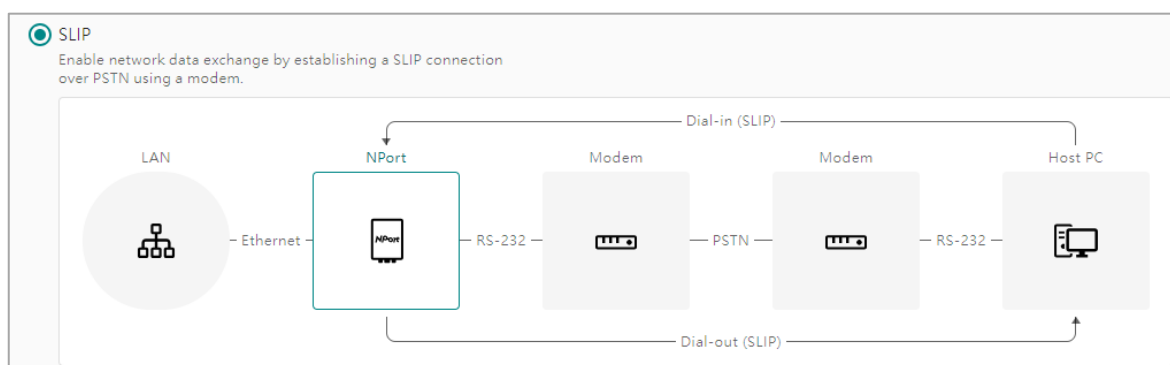 SLIP
Enable network data exchange by establishing a SLIP connection
over PSTN using a modem.
Dial-in (SLIP)
LAN
NPort
Modem
Modem
Host PC
Ethernet
NPort
RS-232
PSTN
RS-232
Dial-out (SLIP)